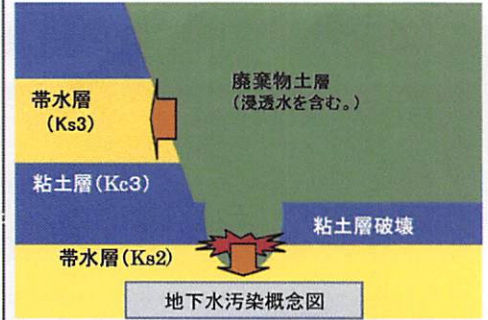 廃棄物土層
(浸透水を含む。)
帯水層
(Ks3)
粘土層(Kc3)
粘土層破壊
帯水層(Ks2)
地下水汚染概念図